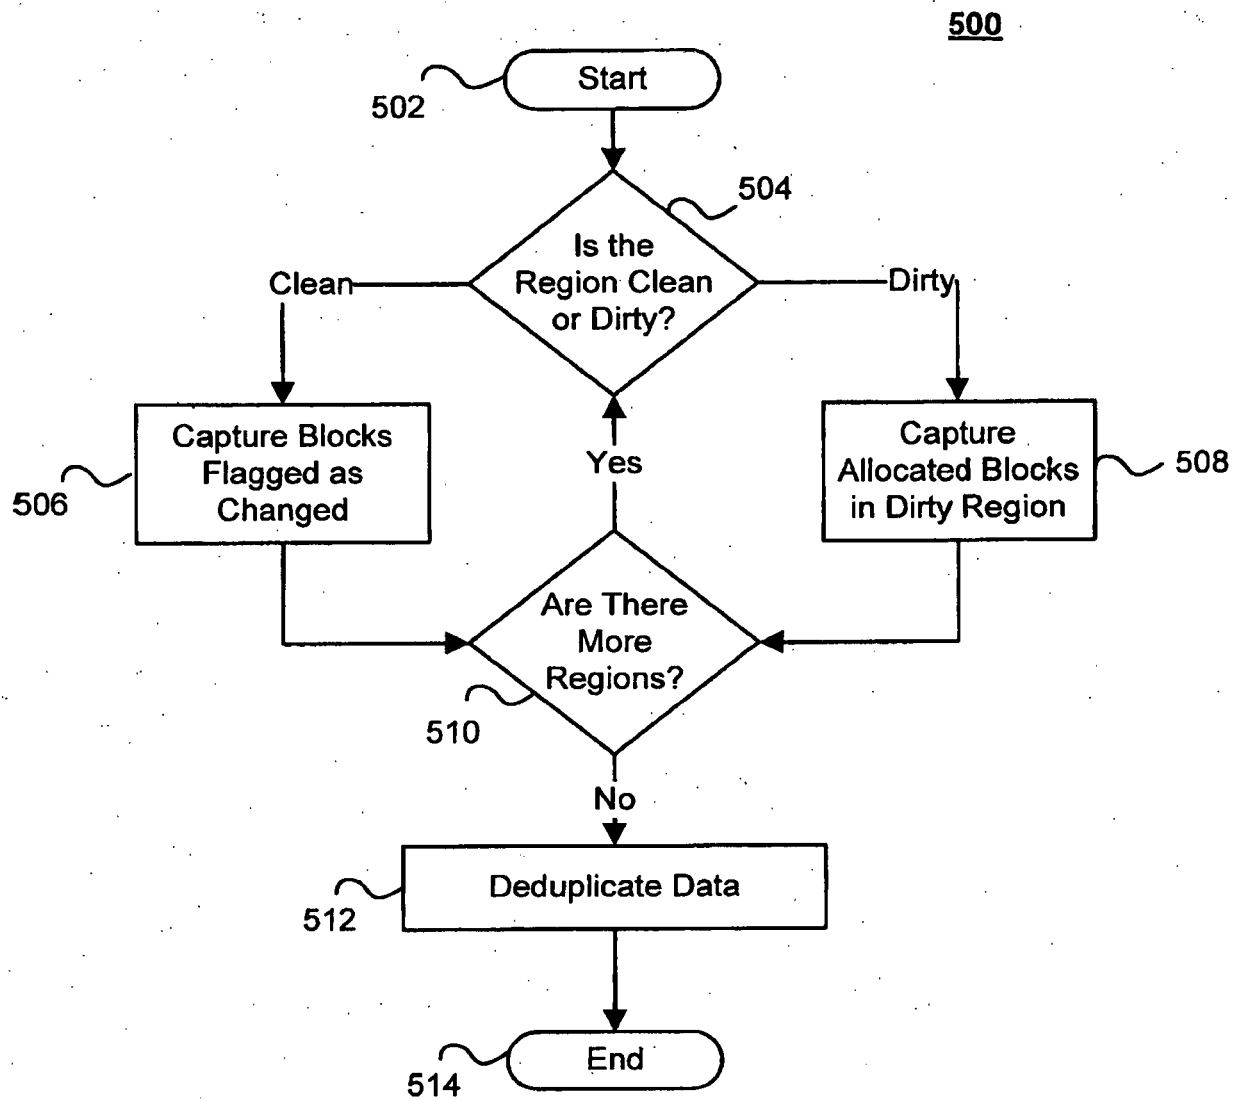 500
Start
502
504
Is the
Region Clean
or Dirty?
Clean
Dirty
Capture Blocks
Flagged as
Changed
506
Yes
Capture
Allocated Blocks
in Dirty Region
508
Are There
More
Regions?
510
No
Deduplicate Data
512
End
514